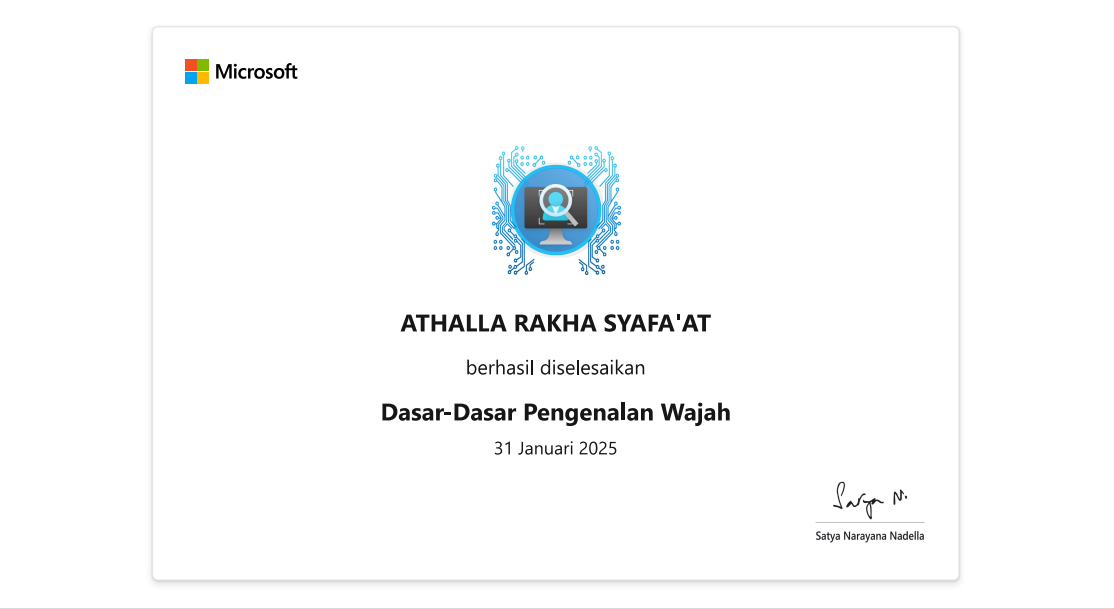 Microsoft
ATHALLA RAKHA SYAFA'AT
berhasil diselesaikan
Dasar-Dasar Pengenalan Wajah
31 Januari 2025
Satya N.
Satya Narayana Nadella